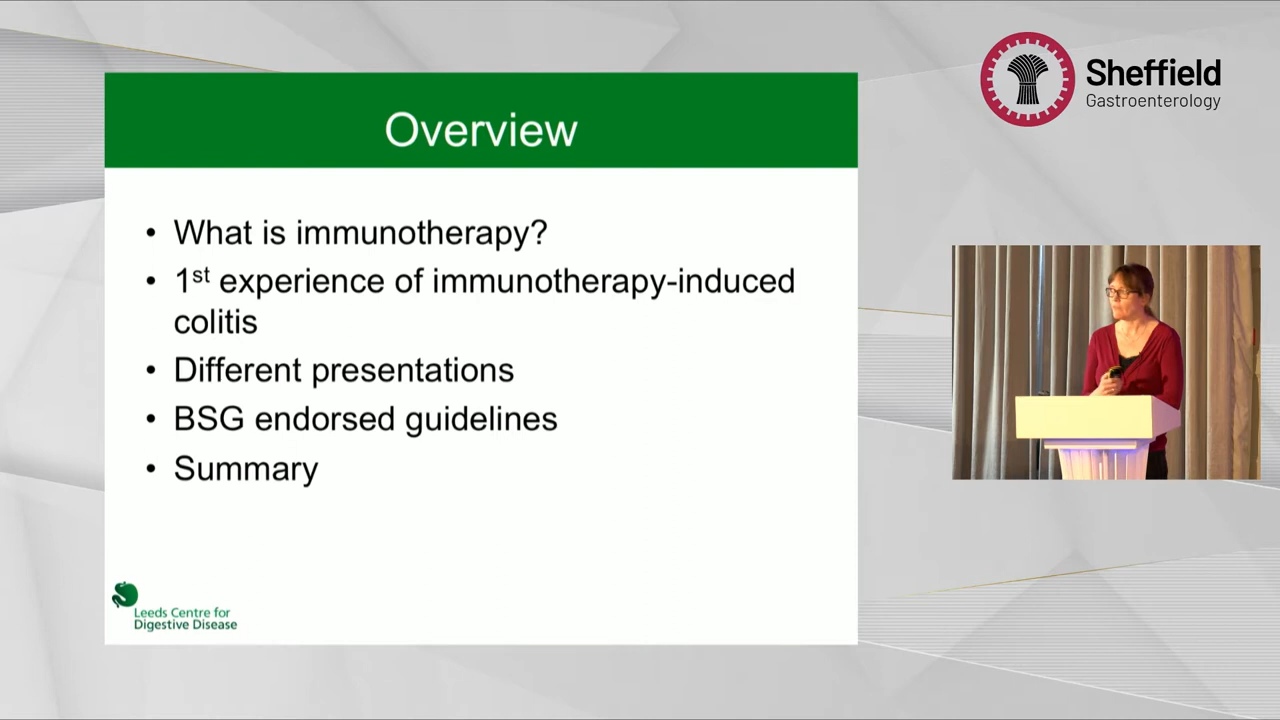 Sheffield
Gastroenterology
Overview
• What is immunotherapy?
• 1st experience of immunotherapy-induced
colitis
• Different presentations
• BSG endorsed guidelines
• Summary
Leeds Centre for
Digestive Disease